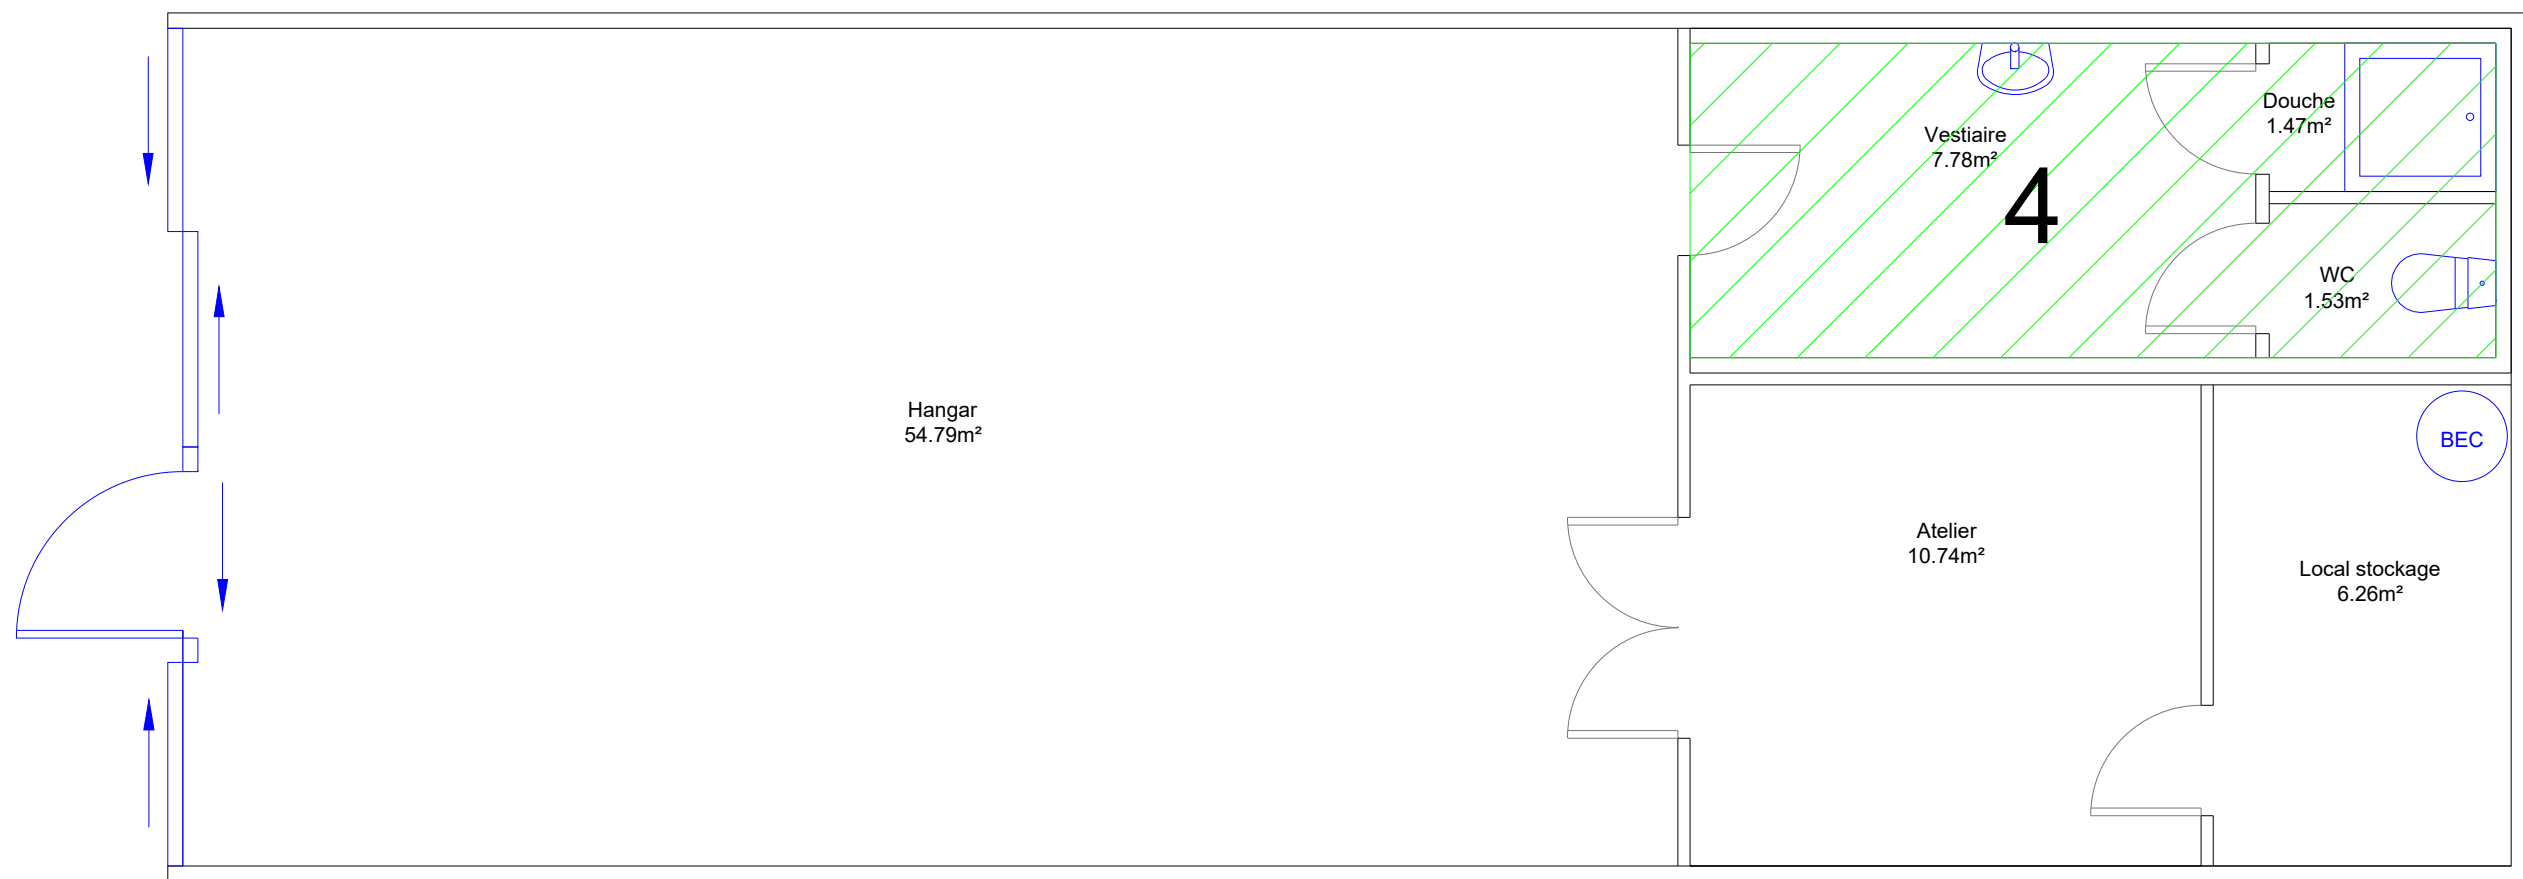 Douche
1.47m²
Vestiaire
7.78m²
4
WC
1.53m²
Hangar
54.79m²
BEC
Atelier
10.74m²
Local stockage
6.26m²